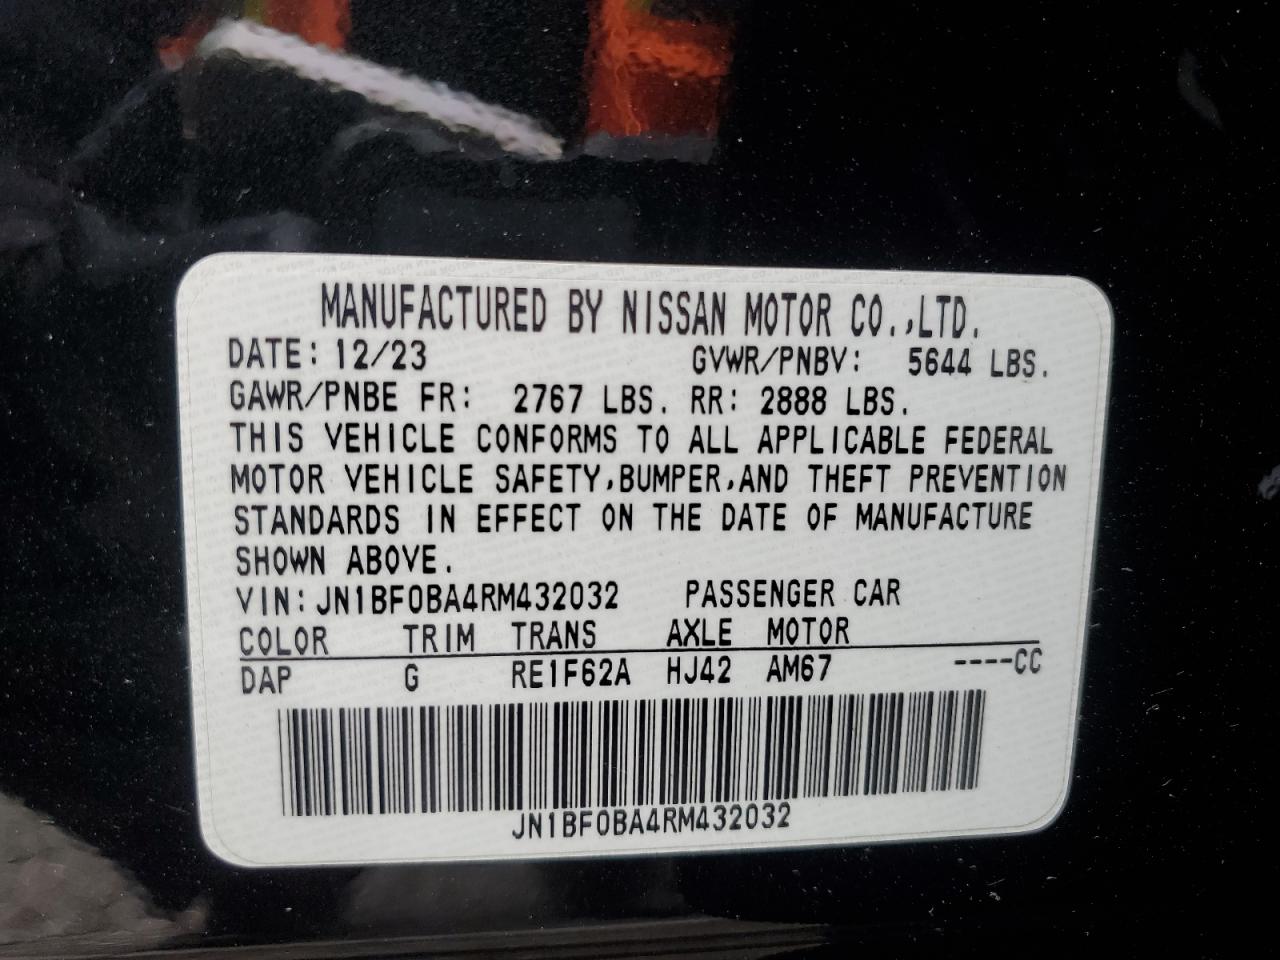 MANUFACTURED BY NISSAN MOTOR CO.,LTD.
DATE: 12/23 GVWR/PNBV: 5644 LBS.
GAWR/PNBE FR: 2767 LBS. RR: 2888 LBS.
THIS VEHICLE CONFORMS TO ALL APPLICABLE FEDERAL
MOTOR VEHICLE SAFETY,BUMPER,AND THEFT PREVENTION
STANDARDS IN EFFECT ON THE DATE OF MANUFACTURE
SHOWN ABOVE.
VIN: JN1BF0BA4RM432032 PASSENGER CAR
COLOR TRIM TRANS AXLE MOTOR
DAP G RE1F62A HJ42 AM67 ----CC
JN1BF0BA4RM432032